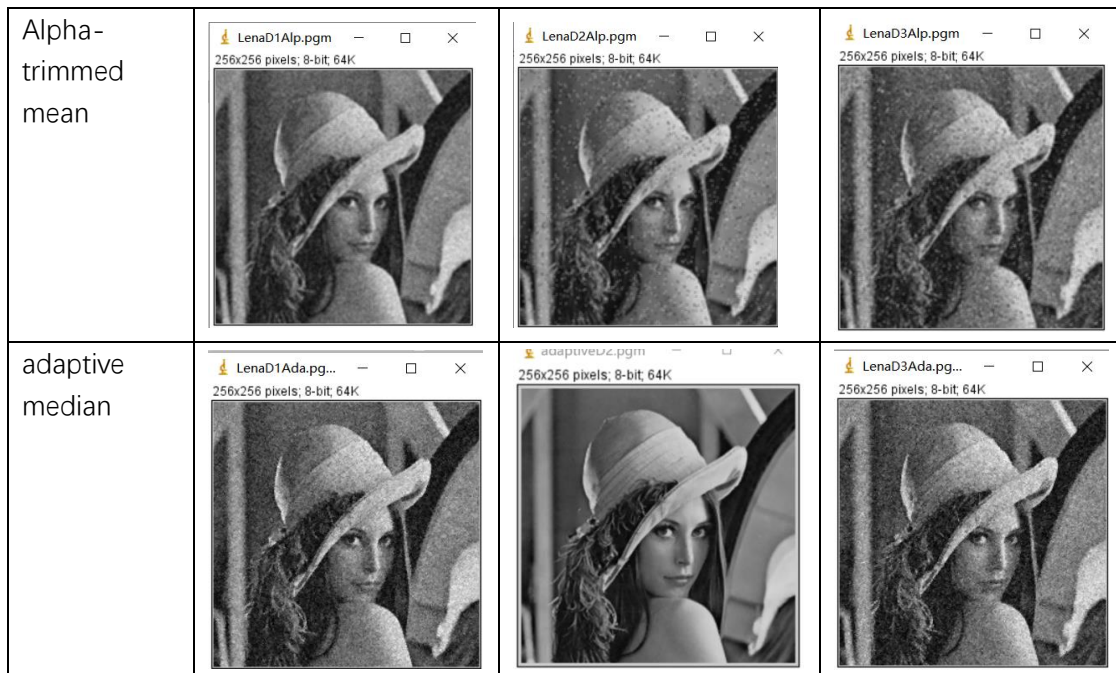 Alpha-
trimmed
mean
LenaD1Alp.pgm
256x256 pixels; 8-bit; 64K
LenaD2Alp.pgm
256x256 pixels; 8-bit; 64K
LenaD3Alp.pgm
256x256 pixels; 8-bit; 64K
adaptive
median
LenaD1Ada.pg...
256x256 pixels; 8-bit; 64K
adaptiveD2.pgm
256x256 pixels; 8-bit; 64K
LenaD3Ada.pg...
256x256 pixels; 8-bit; 64K